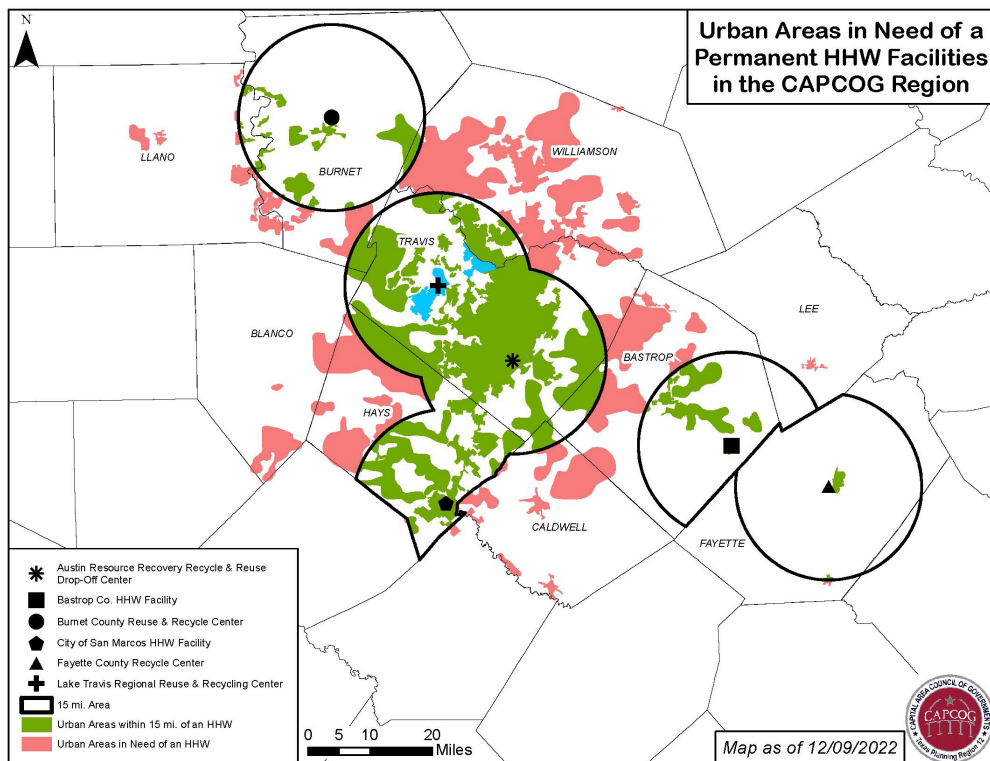 N
Urban Areas in Need of a
Permanent HHW Facilities
in the CAPCOG Region
LLANO
BURNET
WILLIAMSON
TRAVIS
BLANCO
LEE
BASTROP
HAYS
CALDWELL
FAYETTE
Austin Resource Recovery Recycle & Reuse
Drop-Off Center
Bastrop Co. HHW Facility
Burnet County Reuse & Recycle Center
City of San Marcos HHW Facility
Fayette County Recycle Center
Lake Travis Regional Reuse & Recycling Center
15 mi. Area
Urban Areas within 15 mi. of an HHW
Urban Areas in Need of an HHW
0 5 10 20
Miles
Map as of 12/09/2022
CAPITAL AREA COUNCIL OF GOVERNMENTS
CAPCOG
Texas Planning Region 12